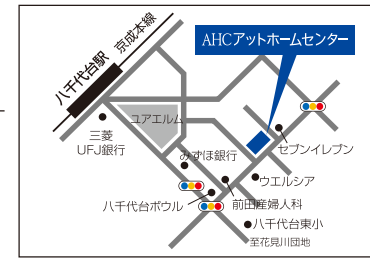 京成本線
八千代台駅
AHCアットホームセンター
ユアエルム
三菱
UFJ銀行
みずほ銀行
セブンイレブン
ウエルシア
八千代台ボウル
前田産婦人科
八千代台東小
至花見川団地